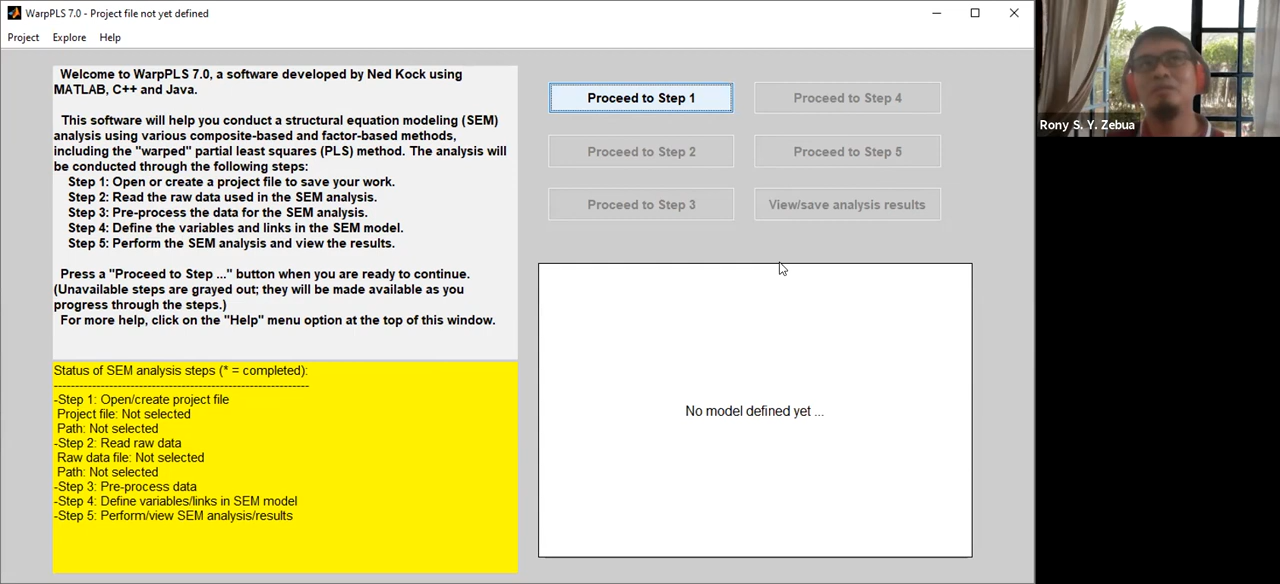 WarpPLS 7.0 - Project file not yet defined
Project Explore Help
Welcome to WarpPLS 7.0, a software developed by Ned Kock using
MATLAB, C++ and Java.
This software will help you conduct a structural equation modeling (SEM)
analysis using various composite-based and factor-based methods,
including the "warped" partial least squares (PLS) method. The analysis will
be conducted through the following steps:
Step 1: Open or create a project file to save your work.
Step 2: Read the raw data used in the SEM analysis.
Step 3: Pre-process the data for the SEM analysis.
Step 4: Define the variables and links in the SEM model.
Step 5: Perform the SEM analysis and view the results.
Press a "Proceed to Step ..." button when you are ready to continue.
(Unavailable steps are grayed out; they will be made available as you
progress through the steps.)
For more help, click on the "Help" menu option at the top of this window.
Status of SEM analysis steps (* = completed):
-----------------------------------------------------------
-Step 1: Open/create project file
Project file: Not selected
Path: Not selected
-Step 2: Read raw data
Raw data file: Not selected
Path: Not selected
-Step 3: Pre-process data
-Step 4: Define variables/links in SEM model
-Step 5: Perform/view SEM analysis/results
Proceed to Step 1
Proceed to Step 4
Proceed to Step 2
Proceed to Step 5
Proceed to Step 3
View/save analysis results
No model defined yet ...
Rony S. Y. Zebua